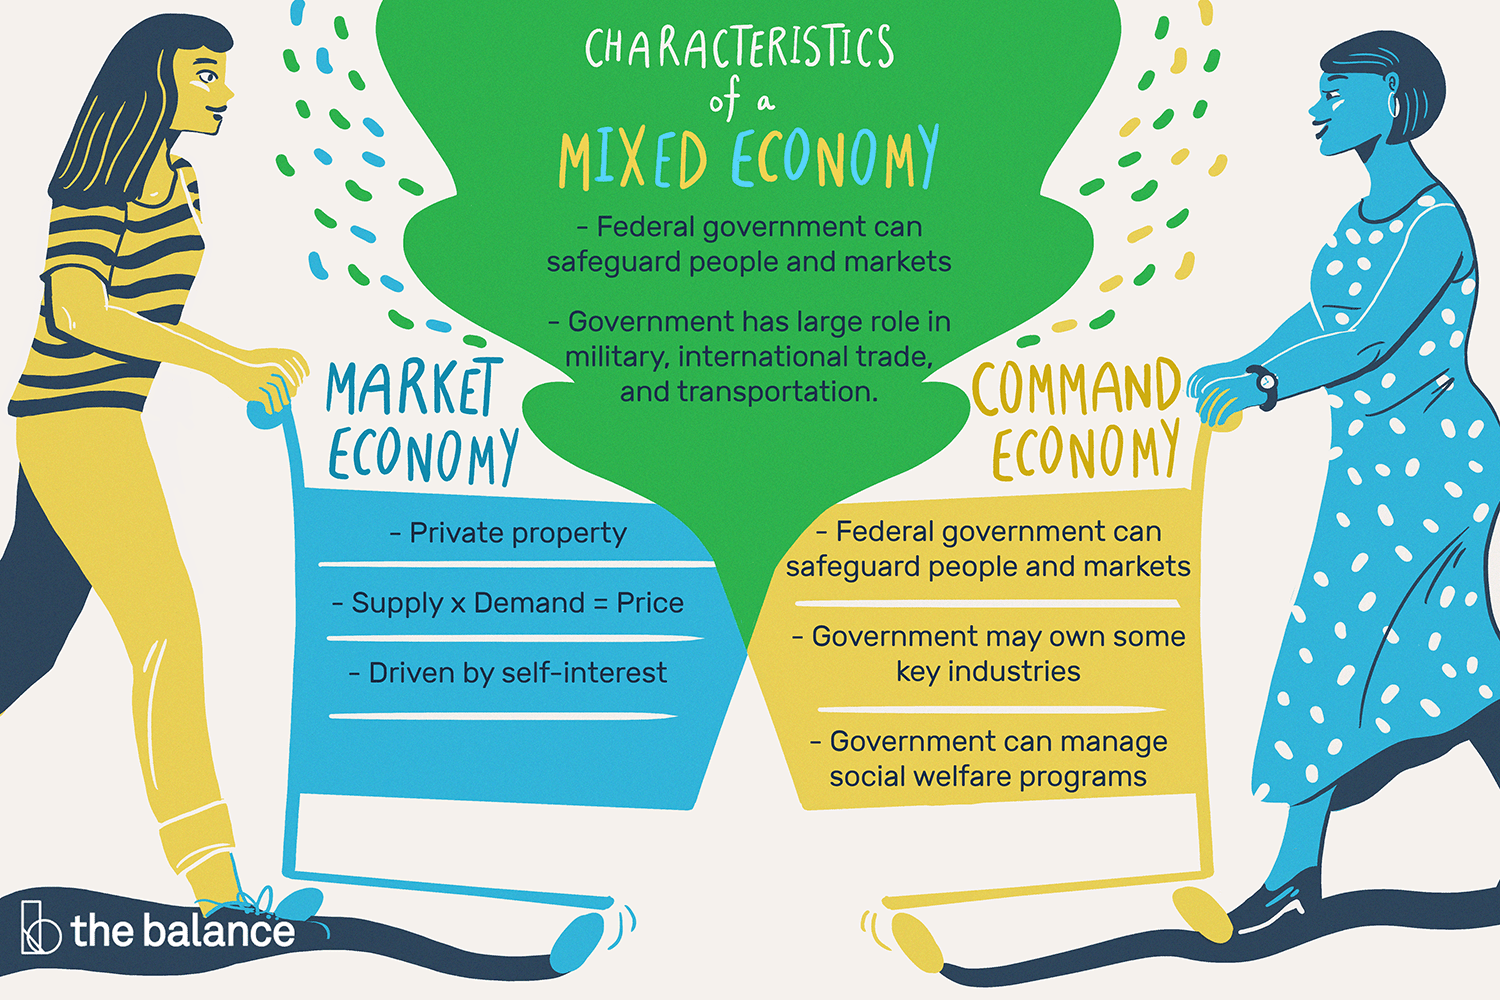 CHARACTERISTICS
of a
MIXED ECONOMY
- Federal government can
safeguard people and markets
- Government has large role in
military, international trade,
and transportation.
MARKET
ECONOMY
- Private property
- Supply x Demand = Price
- Driven by self-interest
COMMAND
ECONOMY
- Federal government can
safeguard people and markets
- Government may own some
key industries
- Government can manage
social welfare programs
the balance